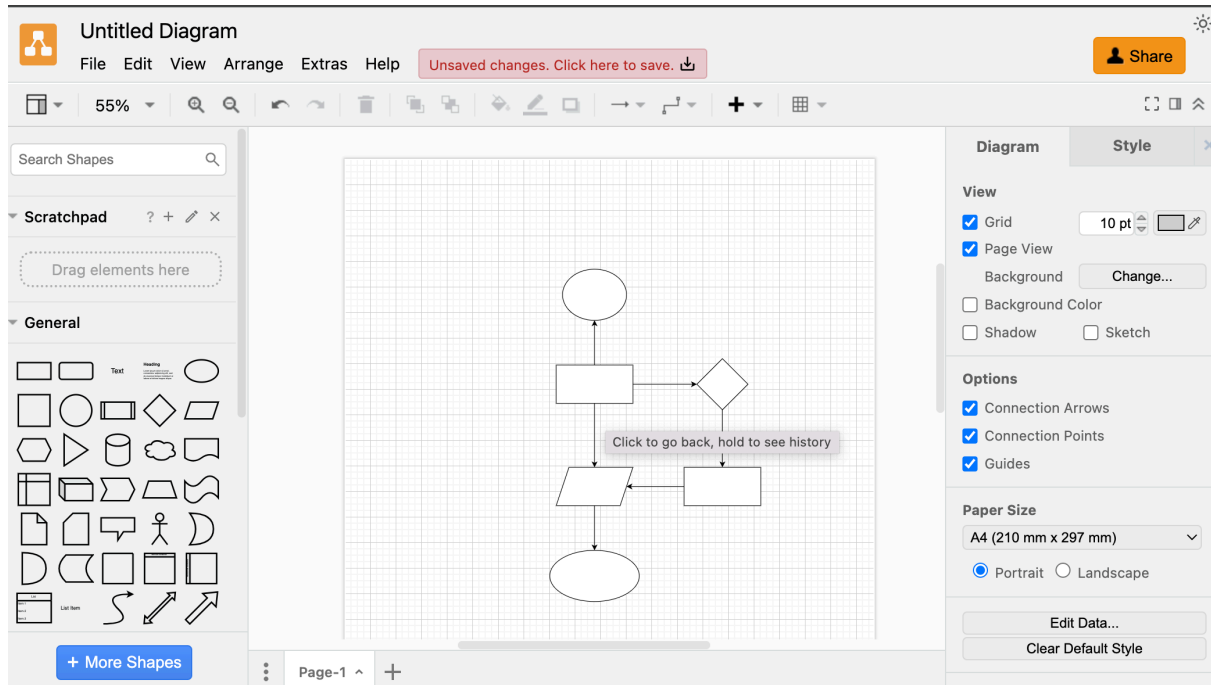 Untitled Diagram
File Edit View Arrange Extras Help Unsaved changes. Click here to save.
Share
55%
Search Shapes
Scratchpad ?
Drag elements here
General
Text
Heading
List
List Item
+ More Shapes
Click to go back, hold to see history
Page-1
Diagram Style
View
Grid 10 pt
Page View
Background Change...
Background Color
Shadow Sketch
Options
Connection Arrows
Connection Points
Guides
Paper Size
A4 (210 mm x 297 mm)
Portrait Landscape
Edit Data...
Clear Default Style